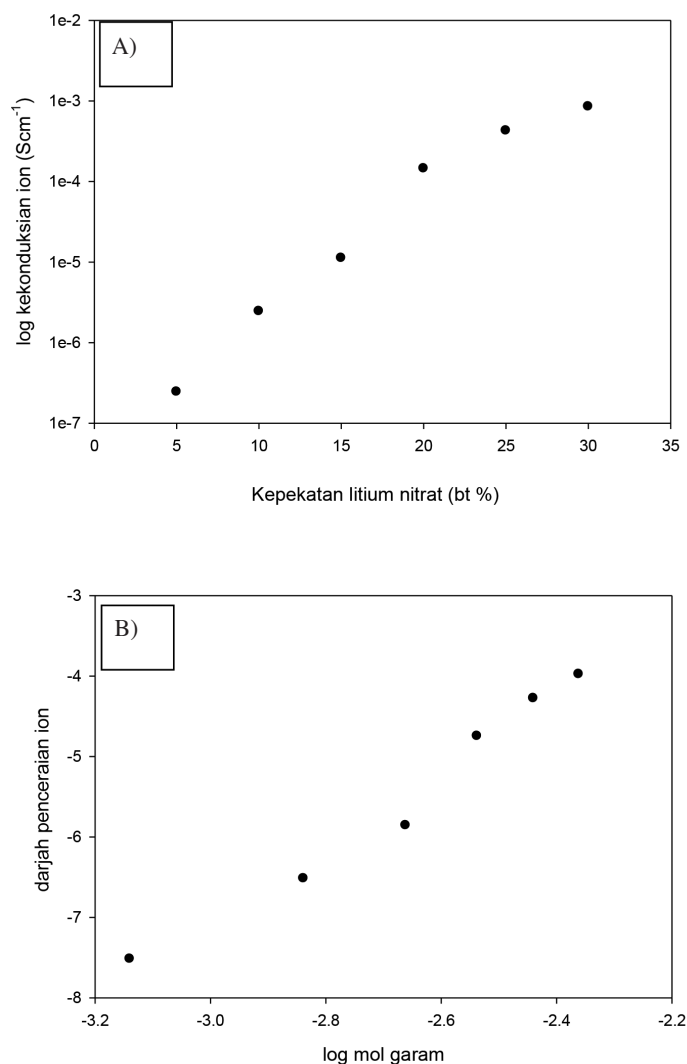 A)
log kekonduksian ion (Scm⁻¹)
1e-2
1e-3
1e-4
1e-5
1e-6
1e-7
0 5 10 15 20 25 30 35
Kepekatan litium nitrat (bt %)
B)
darjah penceraian ion
-3
-4
-5
-6
-7
-8
-3.2 -3.0 -2.8 -2.6 -2.4 -2.2
log mol garam